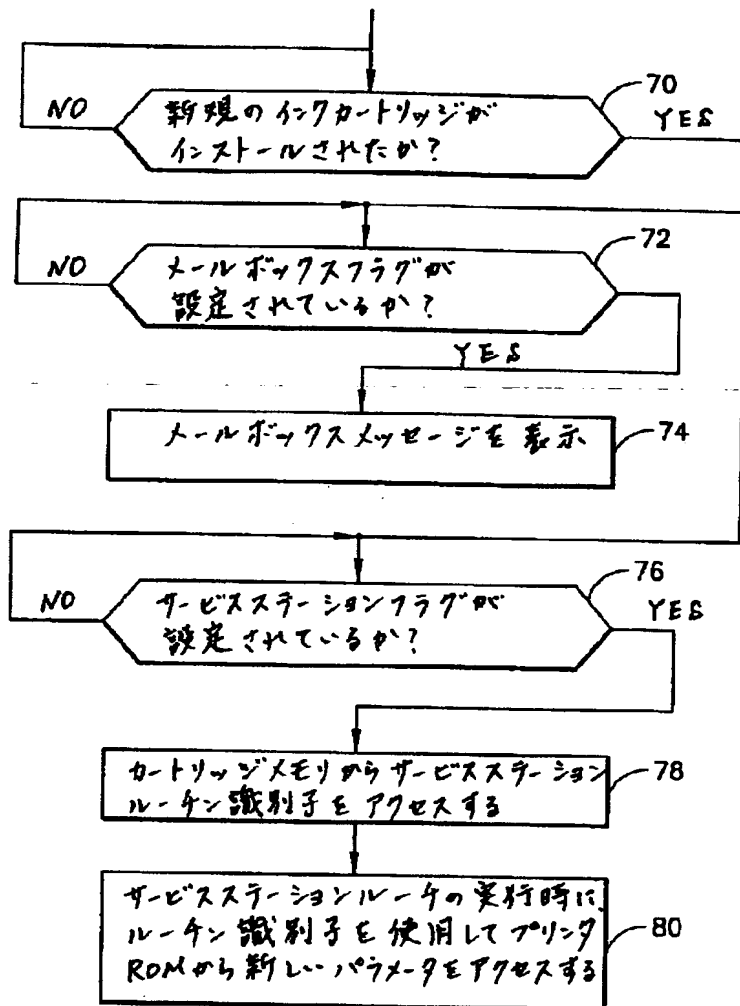 70
NO
新規のインクカートリッジが
YES
インストールされたか?
72
NO
メールボックスフラグが
設定されているか?
YES
メールボックスメッセージを表示
74
76
NO
サービスステーションフラグが
YES
設定されているか?
カートリッジメモリからサービスステーション
78
ルーチン識別子をアクセスする
サービスステーションルーチの実行時に
ルーチン識別子を使用してプリンタ
80
ROMから新しいパラメータをアクセスする